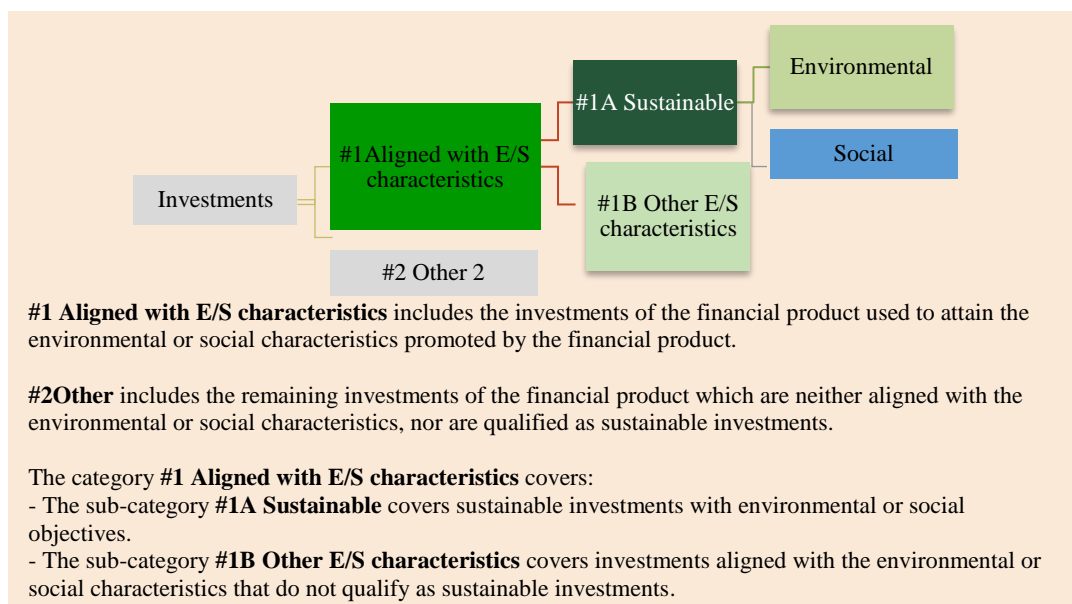 Environmental
#1A Sustainable
Social
#1Aligned with E/S
characteristics
Investments
#1B Other E/S
characteristics
#2 Other 2
#1 Aligned with E/S characteristics includes the investments of the financial product used to attain the
environmental or social characteristics promoted by the financial product.
#2Other includes the remaining investments of the financial product which are neither aligned with the
environmental or social characteristics, nor are qualified as sustainable investments.
The category #1 Aligned with E/S characteristics covers:
- The sub-category #1A Sustainable covers sustainable investments with environmental or social
objectives.
- The sub-category #1B Other E/S characteristics covers investments aligned with the environmental or
social characteristics that do not qualify as sustainable investments.